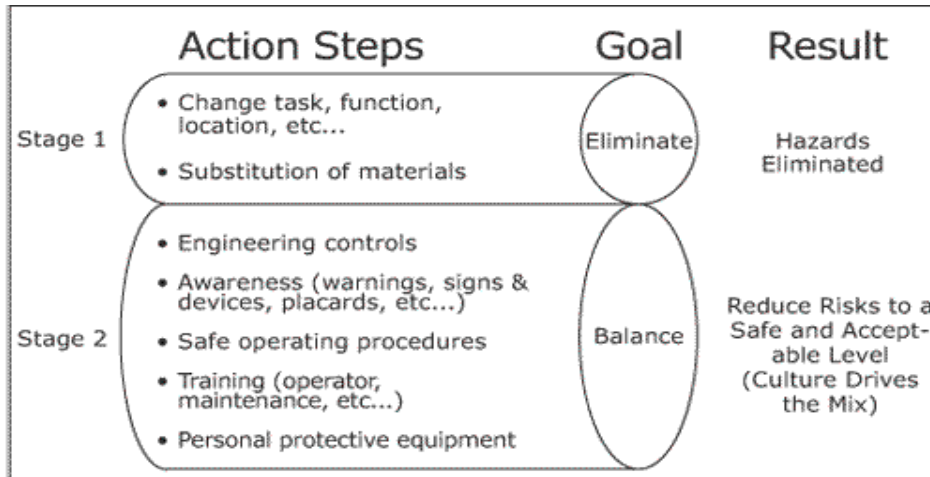 Action Steps Goal Result
Stage 1
• Change task, function,
location, etc...
• Substitution of materials
Eliminate
Hazards
Eliminated
Stage 2
• Engineering controls
• Awareness (warnings, signs &
devices, placards, etc...)
• Safe operating procedures
• Training (operator,
maintenance, etc...)
• Personal protective equipment
Balance
Reduce Risks to a
Safe and Accept-
able Level
(Culture Drives
the Mix)